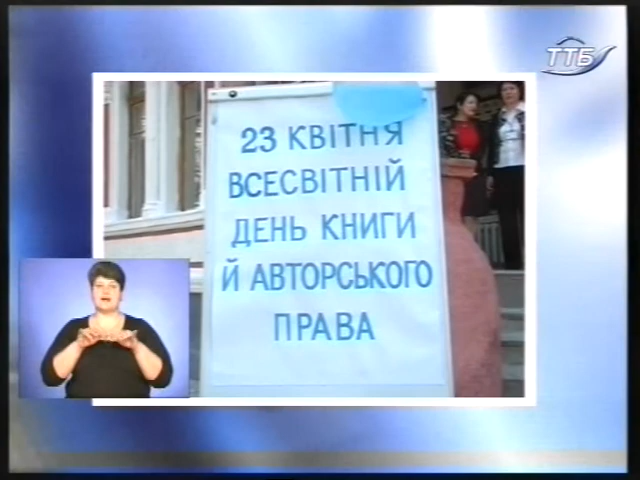 ТТБ
23 КВІТНЯ
ВСЕСВІТНІЙ
ДЕНЬ КНИГИ
Й АВТОРСЬКОГО
ПРАВА